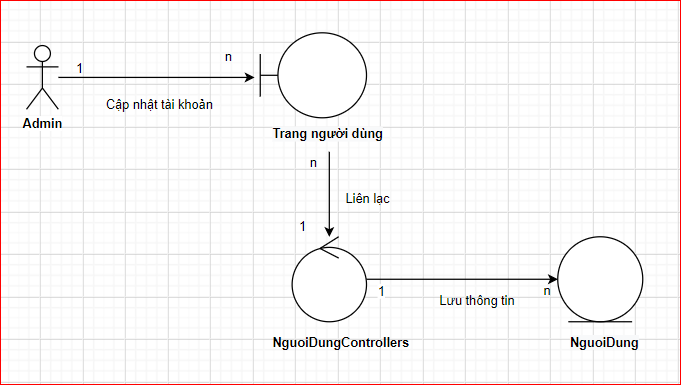 1
n
Cập nhật tài khoản
Admin
Trang người dùng
n
Liên lạc
1
1
Lưu thông tin
n
NguoiDungControllers
NguoiDung